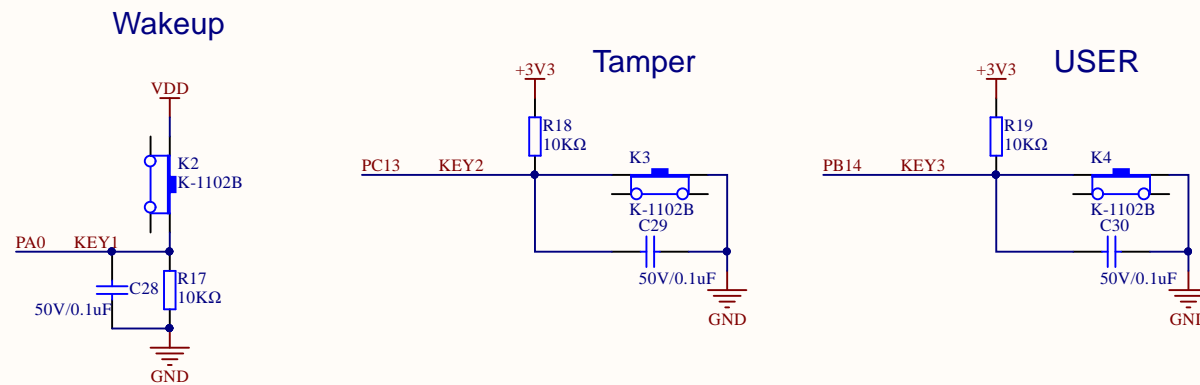 Wakeup
VDD
K2
K-1102B
PA0
KEY1
C28
50V/0.1uF
R17
10KΩ
GND
Tamper
+3V3
R18
10KΩ
PC13
KEY2
K3
K-1102B
C29
50V/0.1uF
GND
USER
+3V3
R19
10KΩ
PB14
KEY3
K4
K-1102B
C30
50V/0.1uF
GND